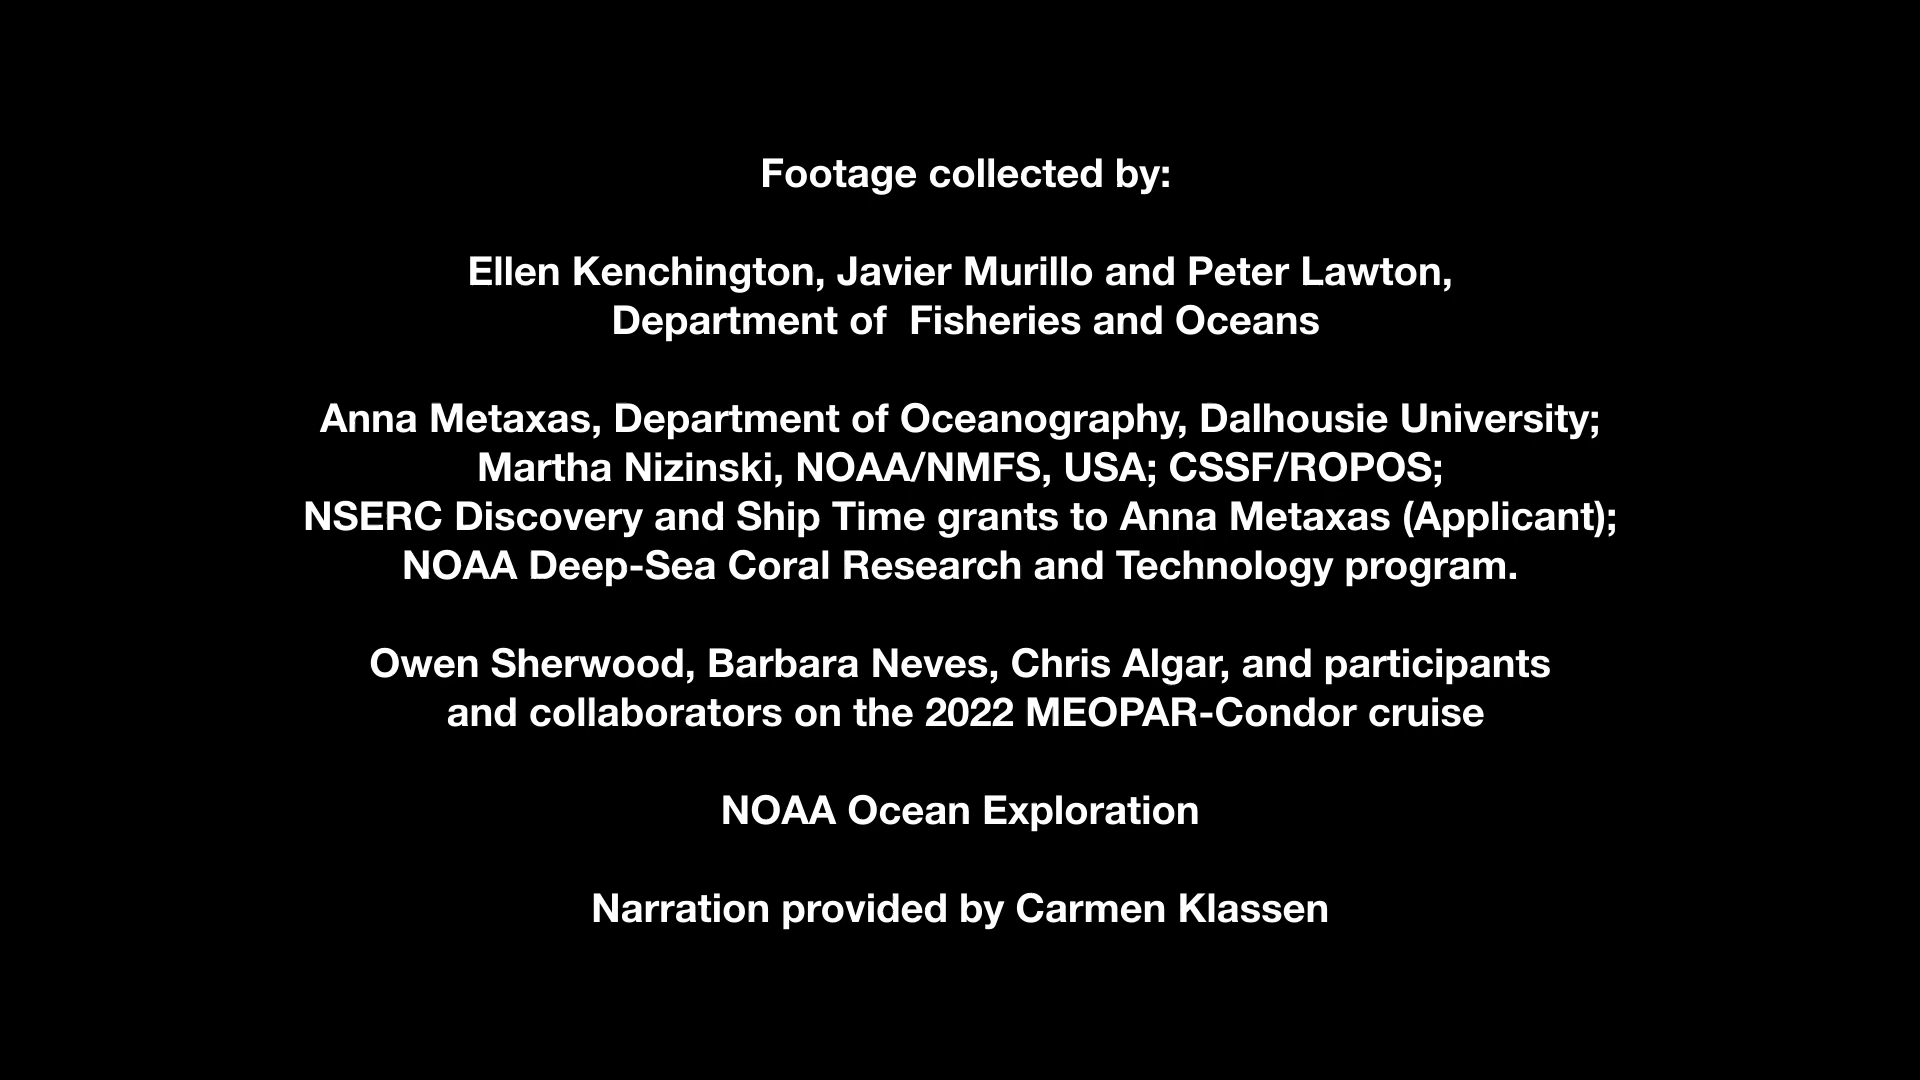 Footage collected by:
Ellen Kenchington, Javier Murillo and Peter Lawton,
Department of  Fisheries and Oceans
Anna Metaxas, Department of Oceanography, Dalhousie University;
Martha Nizinski, NOAA/NMFS, USA; CSSF/ROPOS;
NSERC Discovery and Ship Time grants to Anna Metaxas (Applicant);
NOAA Deep-Sea Coral Research and Technology program.
Owen Sherwood, Barbara Neves, Chris Algar, and participants
and collaborators on the 2022 MEOPAR-Condor cruise
NOAA Ocean Exploration
Narration provided by Carmen Klassen